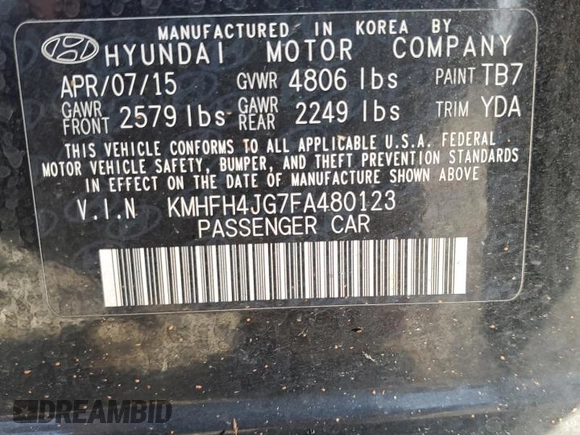 MANUFACTURED IN KOREA BY
HYUNDAI MOTOR COMPANY
APR/07/15 GVWR 4806 lbs PAINT TB7
GAWR FRONT 2579 lbs GAWR REAR 2249 lbs TRIM YDA
THIS VEHICLE CONFORMS TO ALL APPLICABLE U.S.A. FEDERAL
MOTOR VEHICLE SAFETY, BUMPER, AND THEFT PREVENTION STANDARDS
IN EFFECT ON THE DATE OF MANUFACTURE SHOWN ABOVE.
V.I.N KMHFH4JG7FA480123
PASSENGER CAR
DREAMBID